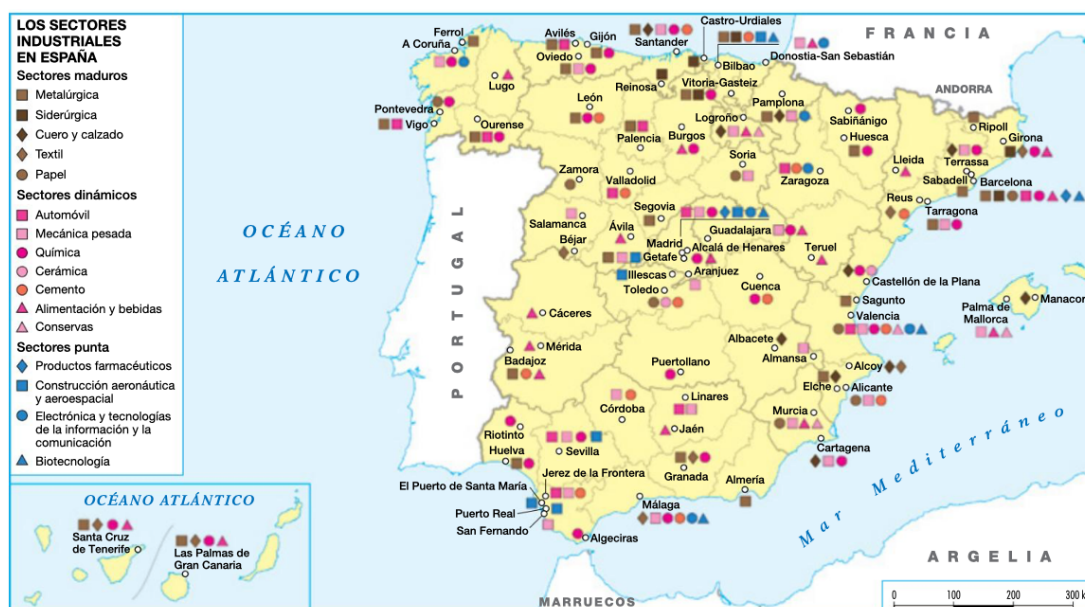 LOS SECTORES
INDUSTRIALES
EN ESPAÑA
Sectores maduros
Metalúrgica
Siderúrgica
Cuero y calzado
Textil
Papel
Sectores dinámicos
Automóvil
Mecánica pesada
Química
Cerámica
Cemento
Alimentación y bebidas
Conservas
Sectores punta
Productos farmacéuticos
Construcción aeronáutica
y aeroespacial
Electrónica y tecnologías
de la información y la
comunicación
Biotecnología
Castro-Urdiales
FRANCIA
Ferrol
A Coruña
Avilés
Gijón
Oviedo
Santander
Bilbao
Donostia-San Sebastián
Lugo
Reinosa
Vitoria-Gasteiz
Pamplona
ANDORRA
León
Logroño
Sabiñánigo
Huesca
Ripoll
Girona
Pontevedra
Vigo
Ourense
Palencia
Burgos
Soria
Lleida
Terrassa
Sabadell
Barcelona
Zamora
Valladolid
Zaragoza
Reus
Tarragona
Salamanca
Segovia
Ávila
Béjar
Guadalajara
Madrid
Alcalá de Henares
Getafe
Teruel
Illescas
Aranjuez
Toledo
Cuenca
Castellón de la Plana
Sagunto
Valencia
Palma de
Mallorca
Manacor
OCÉANO
ATLÁNTICO
PORTUGAL
Cáceres
Mérida
Badajoz
Albacete
Almansa
Puertollano
Alcoy
Elche
Alicante
Linares
Córdoba
Jaén
Murcia
Cartagena
Riotinto
Huelva
Sevilla
Granada
Jerez de la Frontera
El Puerto de Santa María
Puerto Real
San Fernando
Almería
Málaga
Algeciras
Mar Mediterráneo
OCÉANO ATLÁNTICO
Santa Cruz
de Tenerife
Las Palmas de
Gran Canaria
MARRUECOS
ARGELIA
0 100 200 300 k